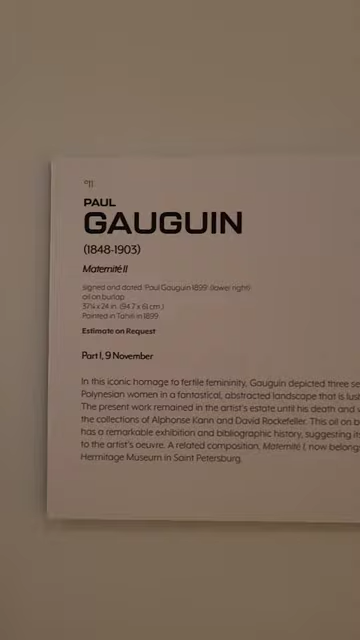 °11
PAUL
GAUGUIN
(1848-1903)
Maternité II
signed and dated 'Paul Gauguin 1899' (lower right)
oil on burlap
37¼ x 24 in. (94.7 x 61 cm.)
Painted in Tahiti in 1899
Estimate on Request
Part I, 9 November
In this iconic homage to fertile femininity, Gauguin depicted three
Polynesian women in a fantastical, abstracted landscape that is
The present work remained in the artist's estate until his death and
the collections of Alphonse Kann and David Rockefeller. This oil on
has a remarkable exhibition and bibliographic history, suggesting
to the artist's oeuvre. A related composition, Maternité I, now
Hermitage Museum in Saint Petersburg.